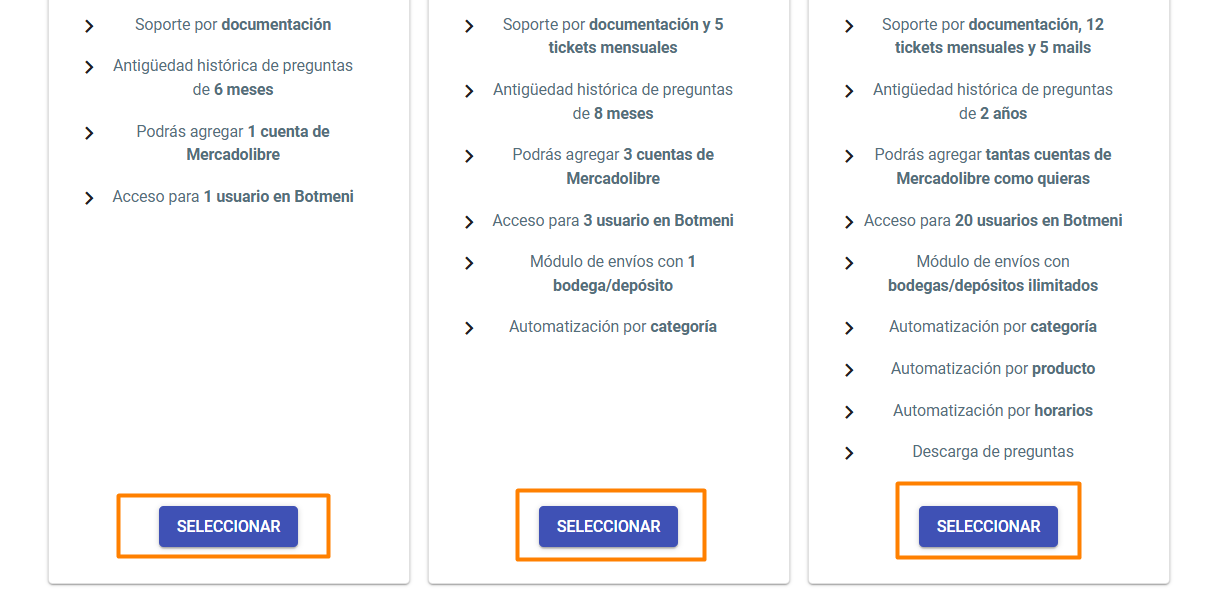 Soporte por documentación
Antigüedad histórica de preguntas
de 6 meses
Podrás agregar 1 cuenta de
Mercadolibre
Acceso para 1 usuario en Botmeni
SELECCIONAR
Soporte por documentación y 5
tickets mensuales
Antigüedad histórica de preguntas
de 8 meses
Podrás agregar 3 cuentas de
Mercadolibre
Acceso para 3 usuario en Botmeni
Módulo de envíos con 1
bodega/depósito
Automatización por categoría
SELECCIONAR
Soporte por documentación, 12
tickets mensuales y 5 mails
Antigüedad histórica de preguntas
de 2 años
Podrás agregar tantas cuentas de
Mercadolibre como quieras
Acceso para 20 usuarios en Botmeni
Módulo de envíos con
bodegas/depósitos ilimitados
Automatización por categoría
Automatización por producto
Automatización por horarios
Descarga de preguntas
SELECCIONAR